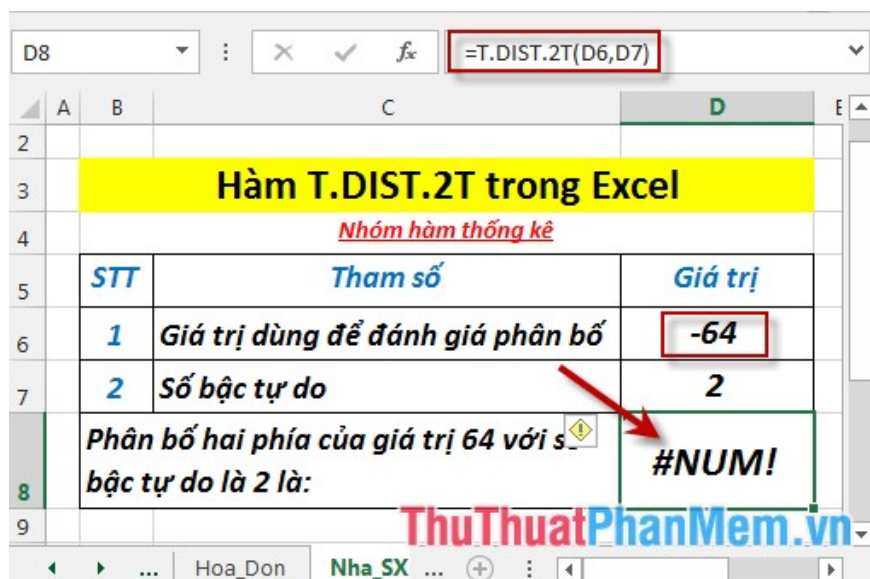 D8 fx =T.DIST.2T(D6,D7)
A B C D E
2
3 Hàm T.DIST.2T trong Excel
4 Nhóm hàm thống kê
5 STT Tham số Giá trị
6 1 Giá trị dùng để đánh giá phân bố -64
7 2 Số bậc tự do 2
Phân bố hai phía của giá trị 64 với
8 bậc tự do là 2 là: #NUM!
9 ThuThuatPhanMem.vn
... Hoa_Don Nha_SX ...